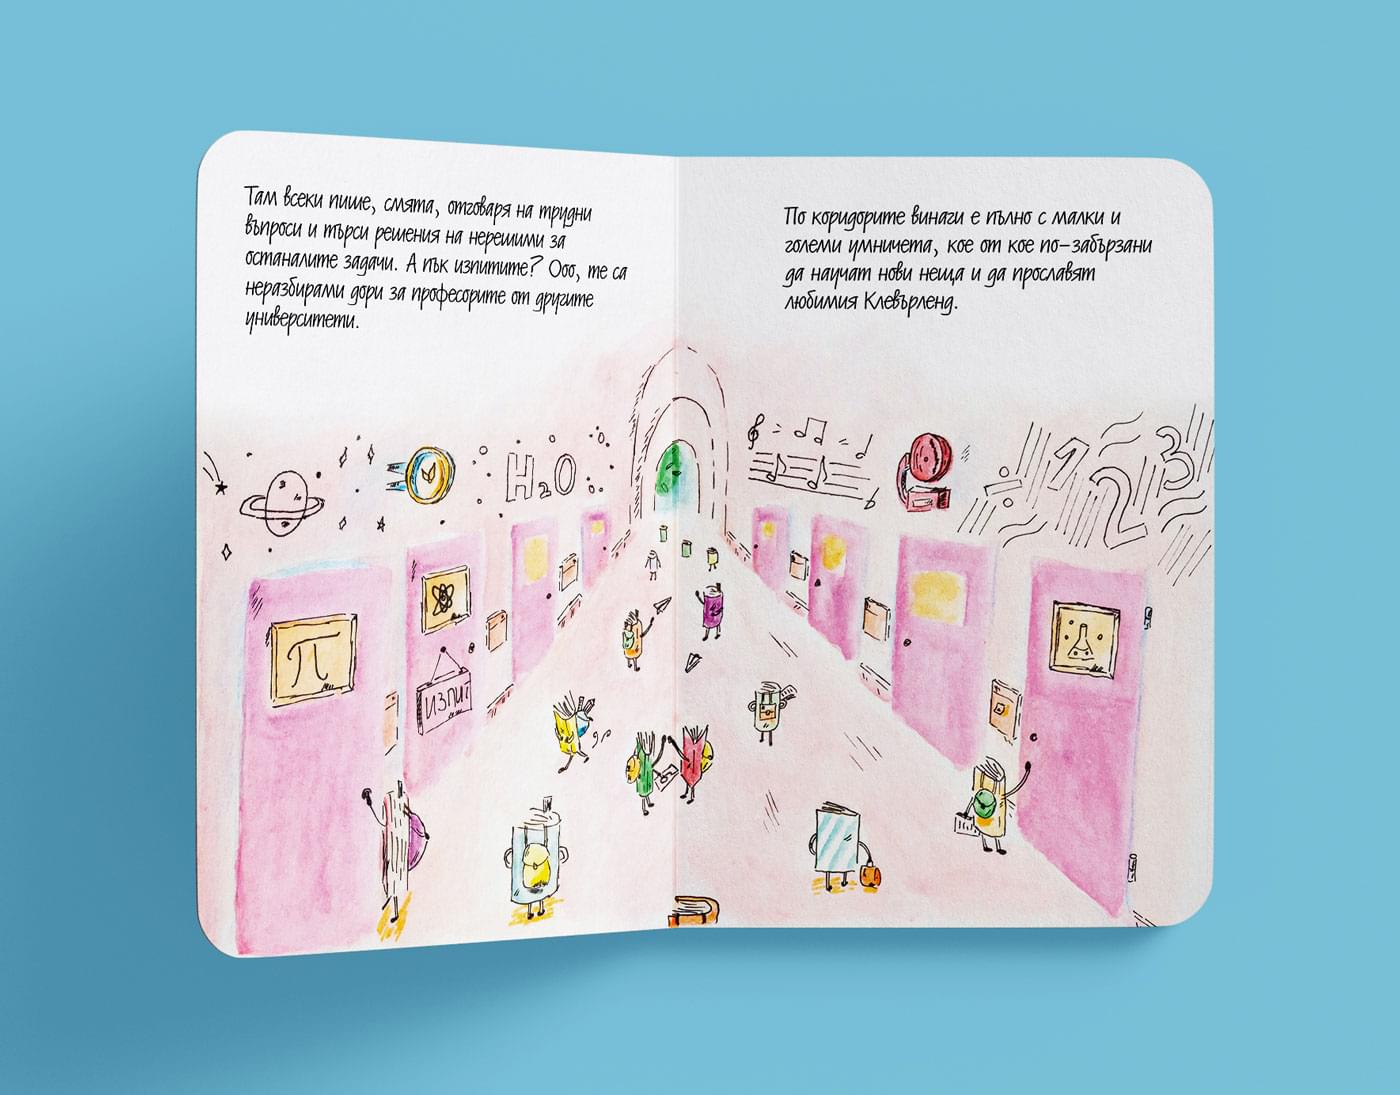 Там всеки пише, смята, отговаря на трудни
въпроси и търси решения на нерешими за
останалите задачи. А пък изпитите? Ооо, те са
неразбирами дори за професорите от другите
университети.
По коридорите винаги е пълно с малки и
големи умничета, кое от кое по-забързани
да научат нови неща и да прославят
любимия Клевърленд.
H₂O
1 2 3
π
ИЗПИТ